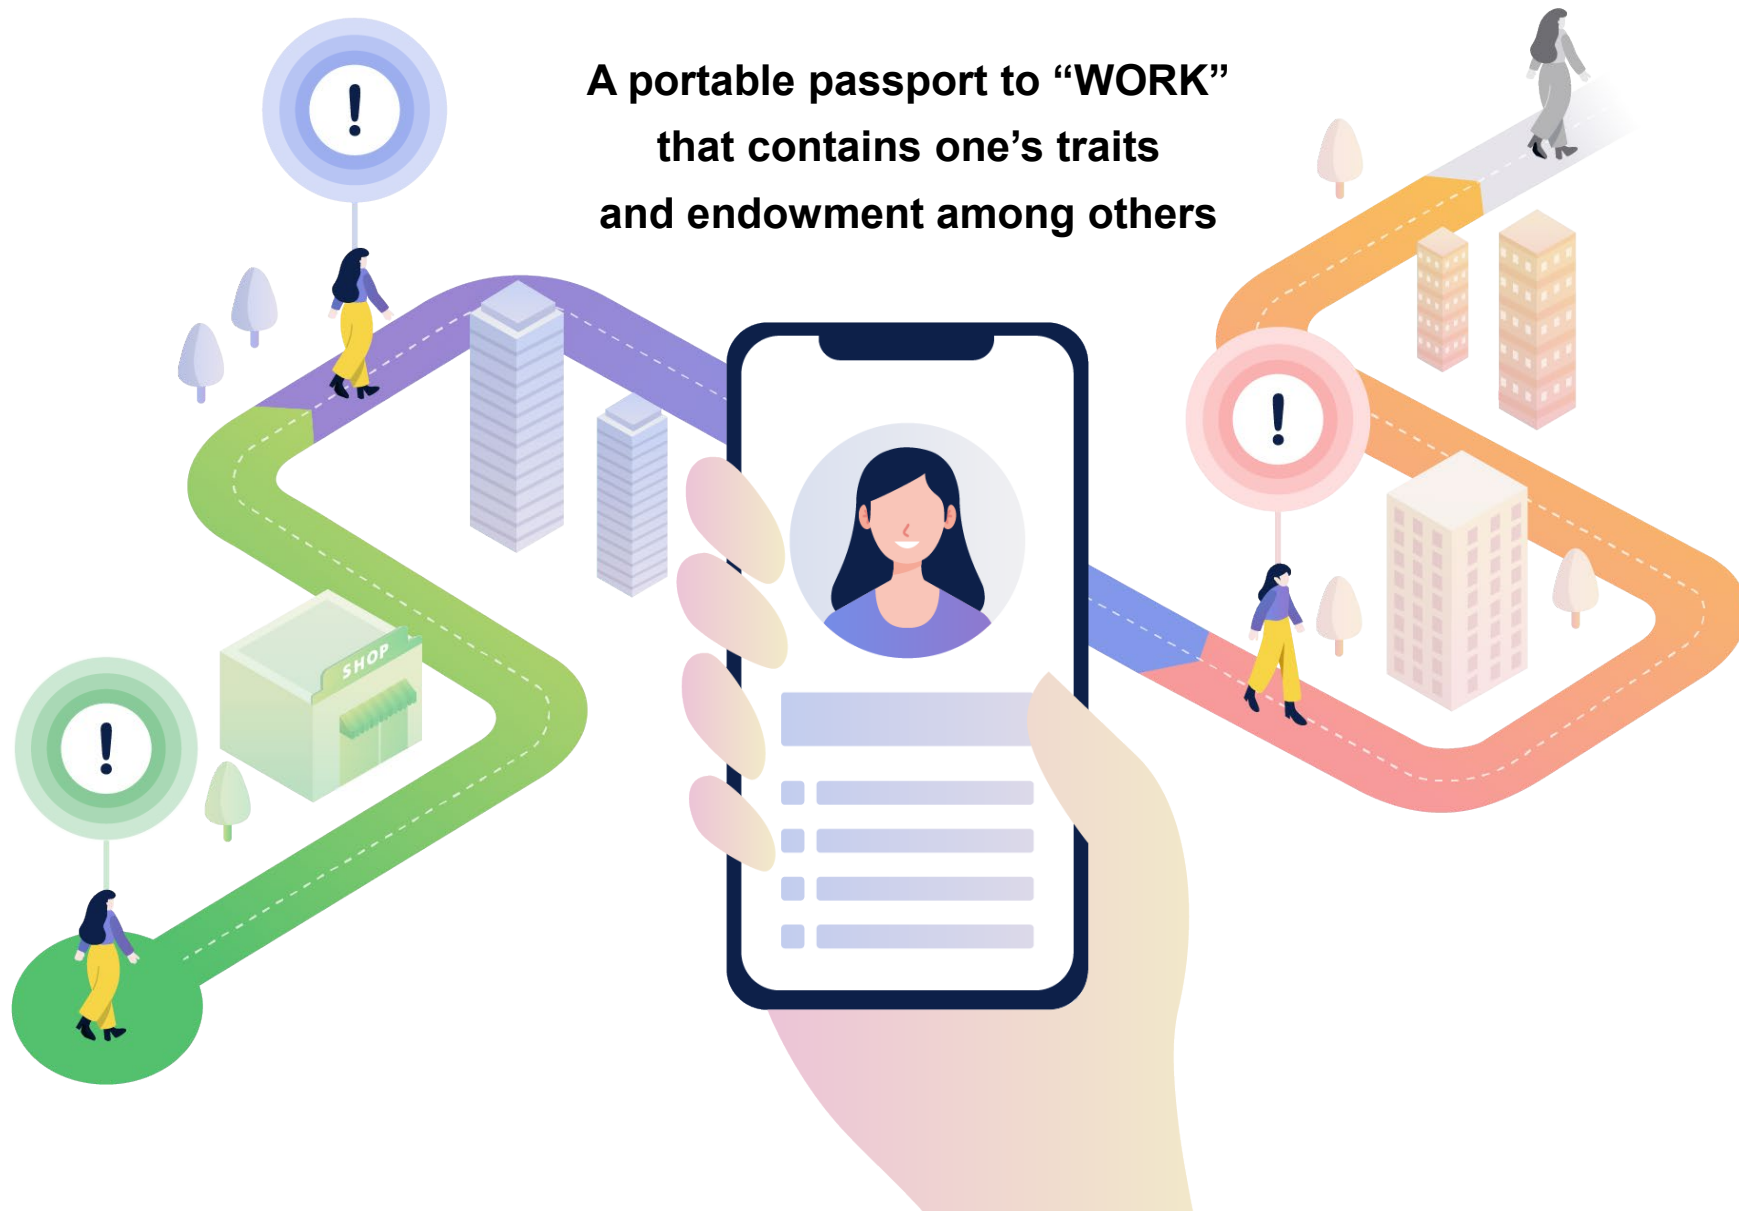 A portable passport to “WORK”
that contains one’s traits
and endowment among others
SHOP